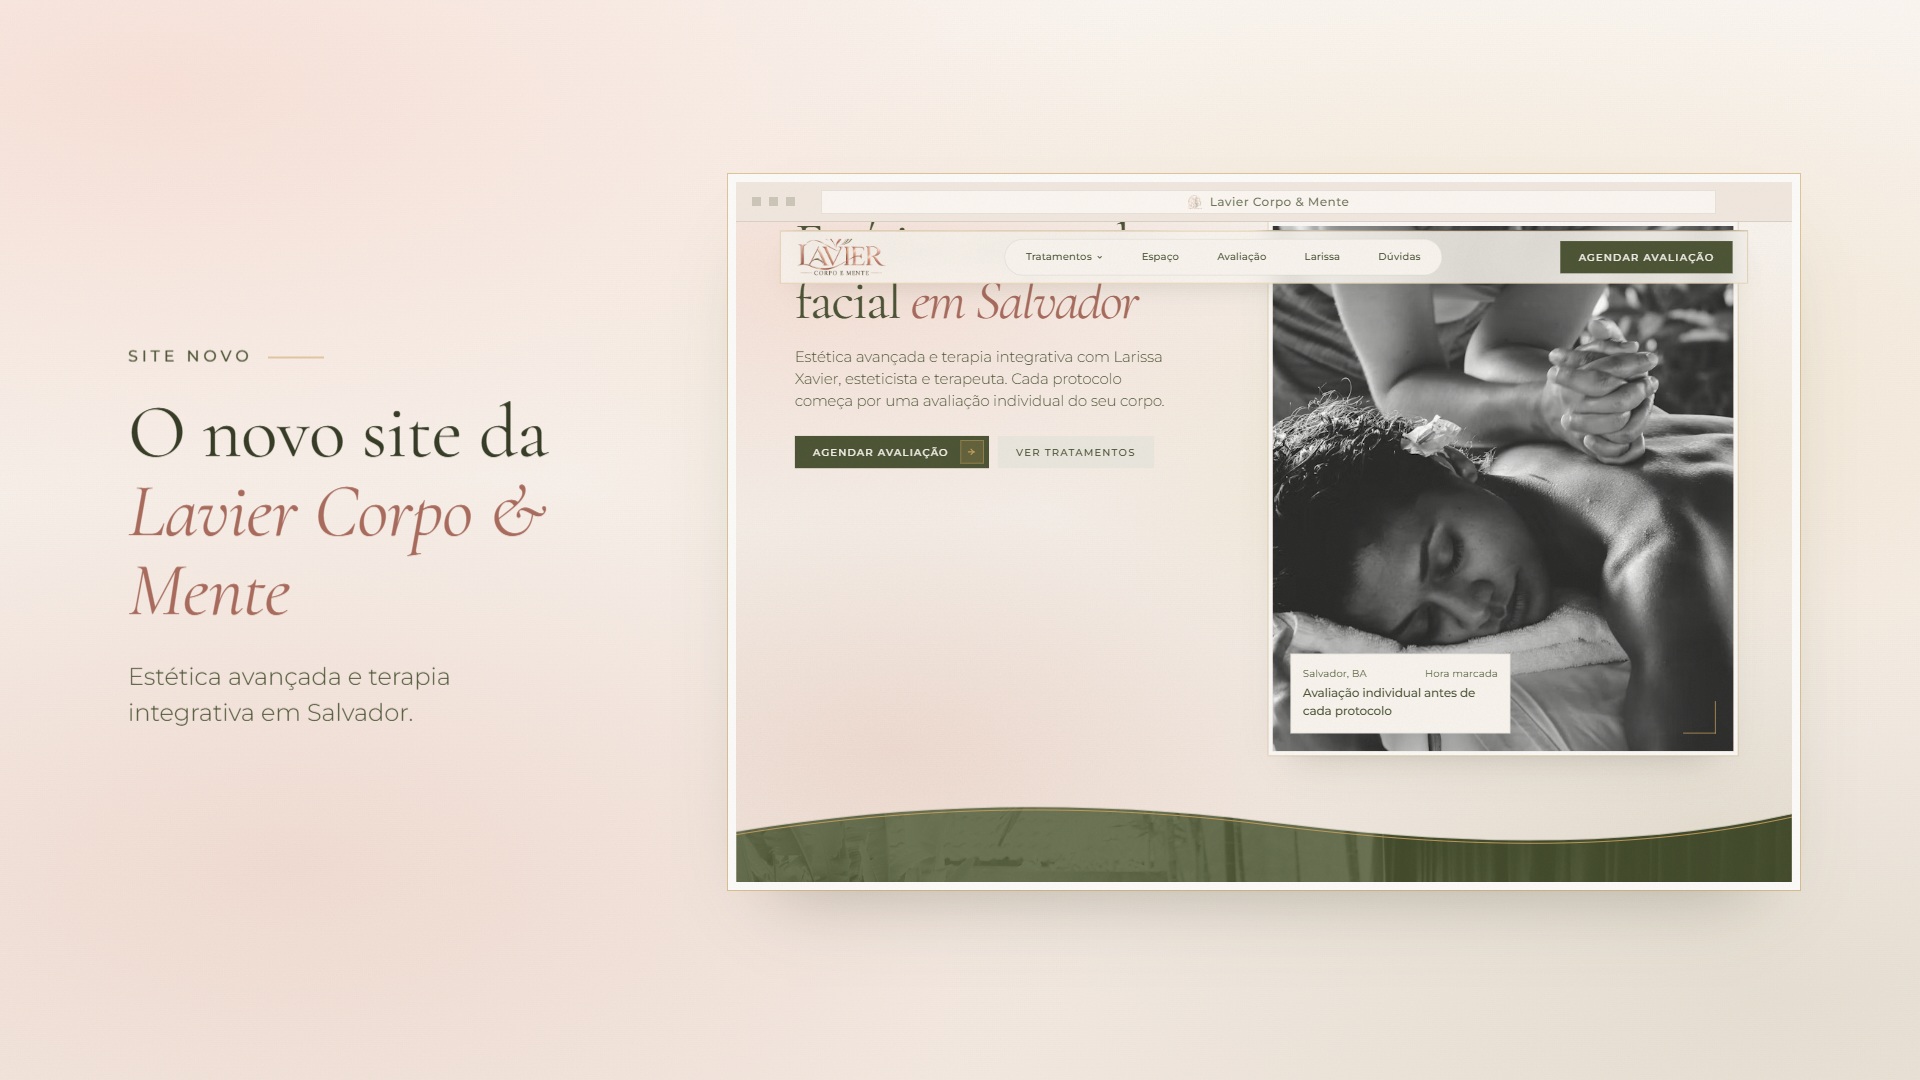 SITE NOVO
O novo site da
Lavier Corpo &
Mente
Estética avançada e terapia
integrativa em Salvador.
Lavier Corpo & Mente
LAVIER
CORPO E MENTE
Tratamentos
Espaço
Avaliação
Larissa
Dúvidas
AGENDAR AVALIAÇÃO
facial em Salvador
Estética avançada e terapia integrativa com Larissa
Xavier, esteticista e terapeuta. Cada protocolo
começa por uma avaliação individual do seu corpo.
AGENDAR AVALIAÇÃO
VER TRATAMENTOS
Salvador, BA
Hora marcada
Avaliação individual antes de
cada protocolo